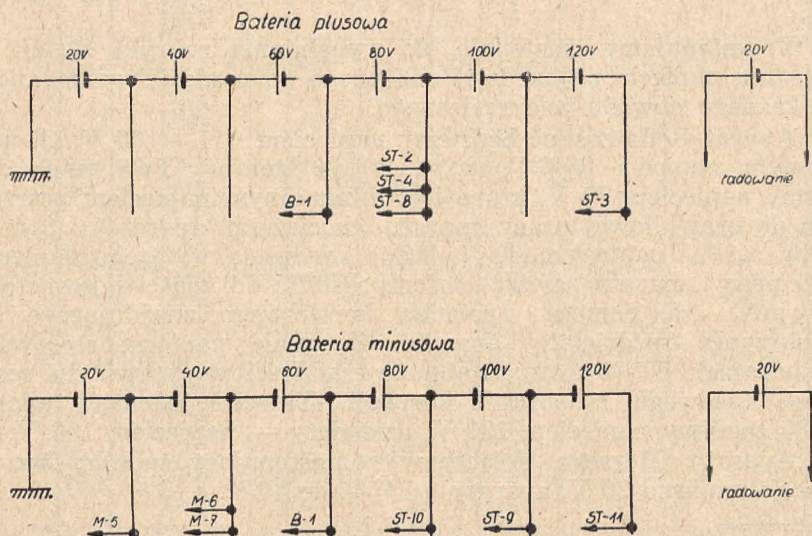 Bateria plusowa
20V 40V 60V 80V 100V 120V 20V
ST-2
ST-4
B-1 ST-8 ST-3
ładowanie
Bateria minusowa
20V 40V 60V 80V 100V 120V 20V
ładowanie
M-6
M-5 M-7 B-1 ST-10 ST-9 ST-11